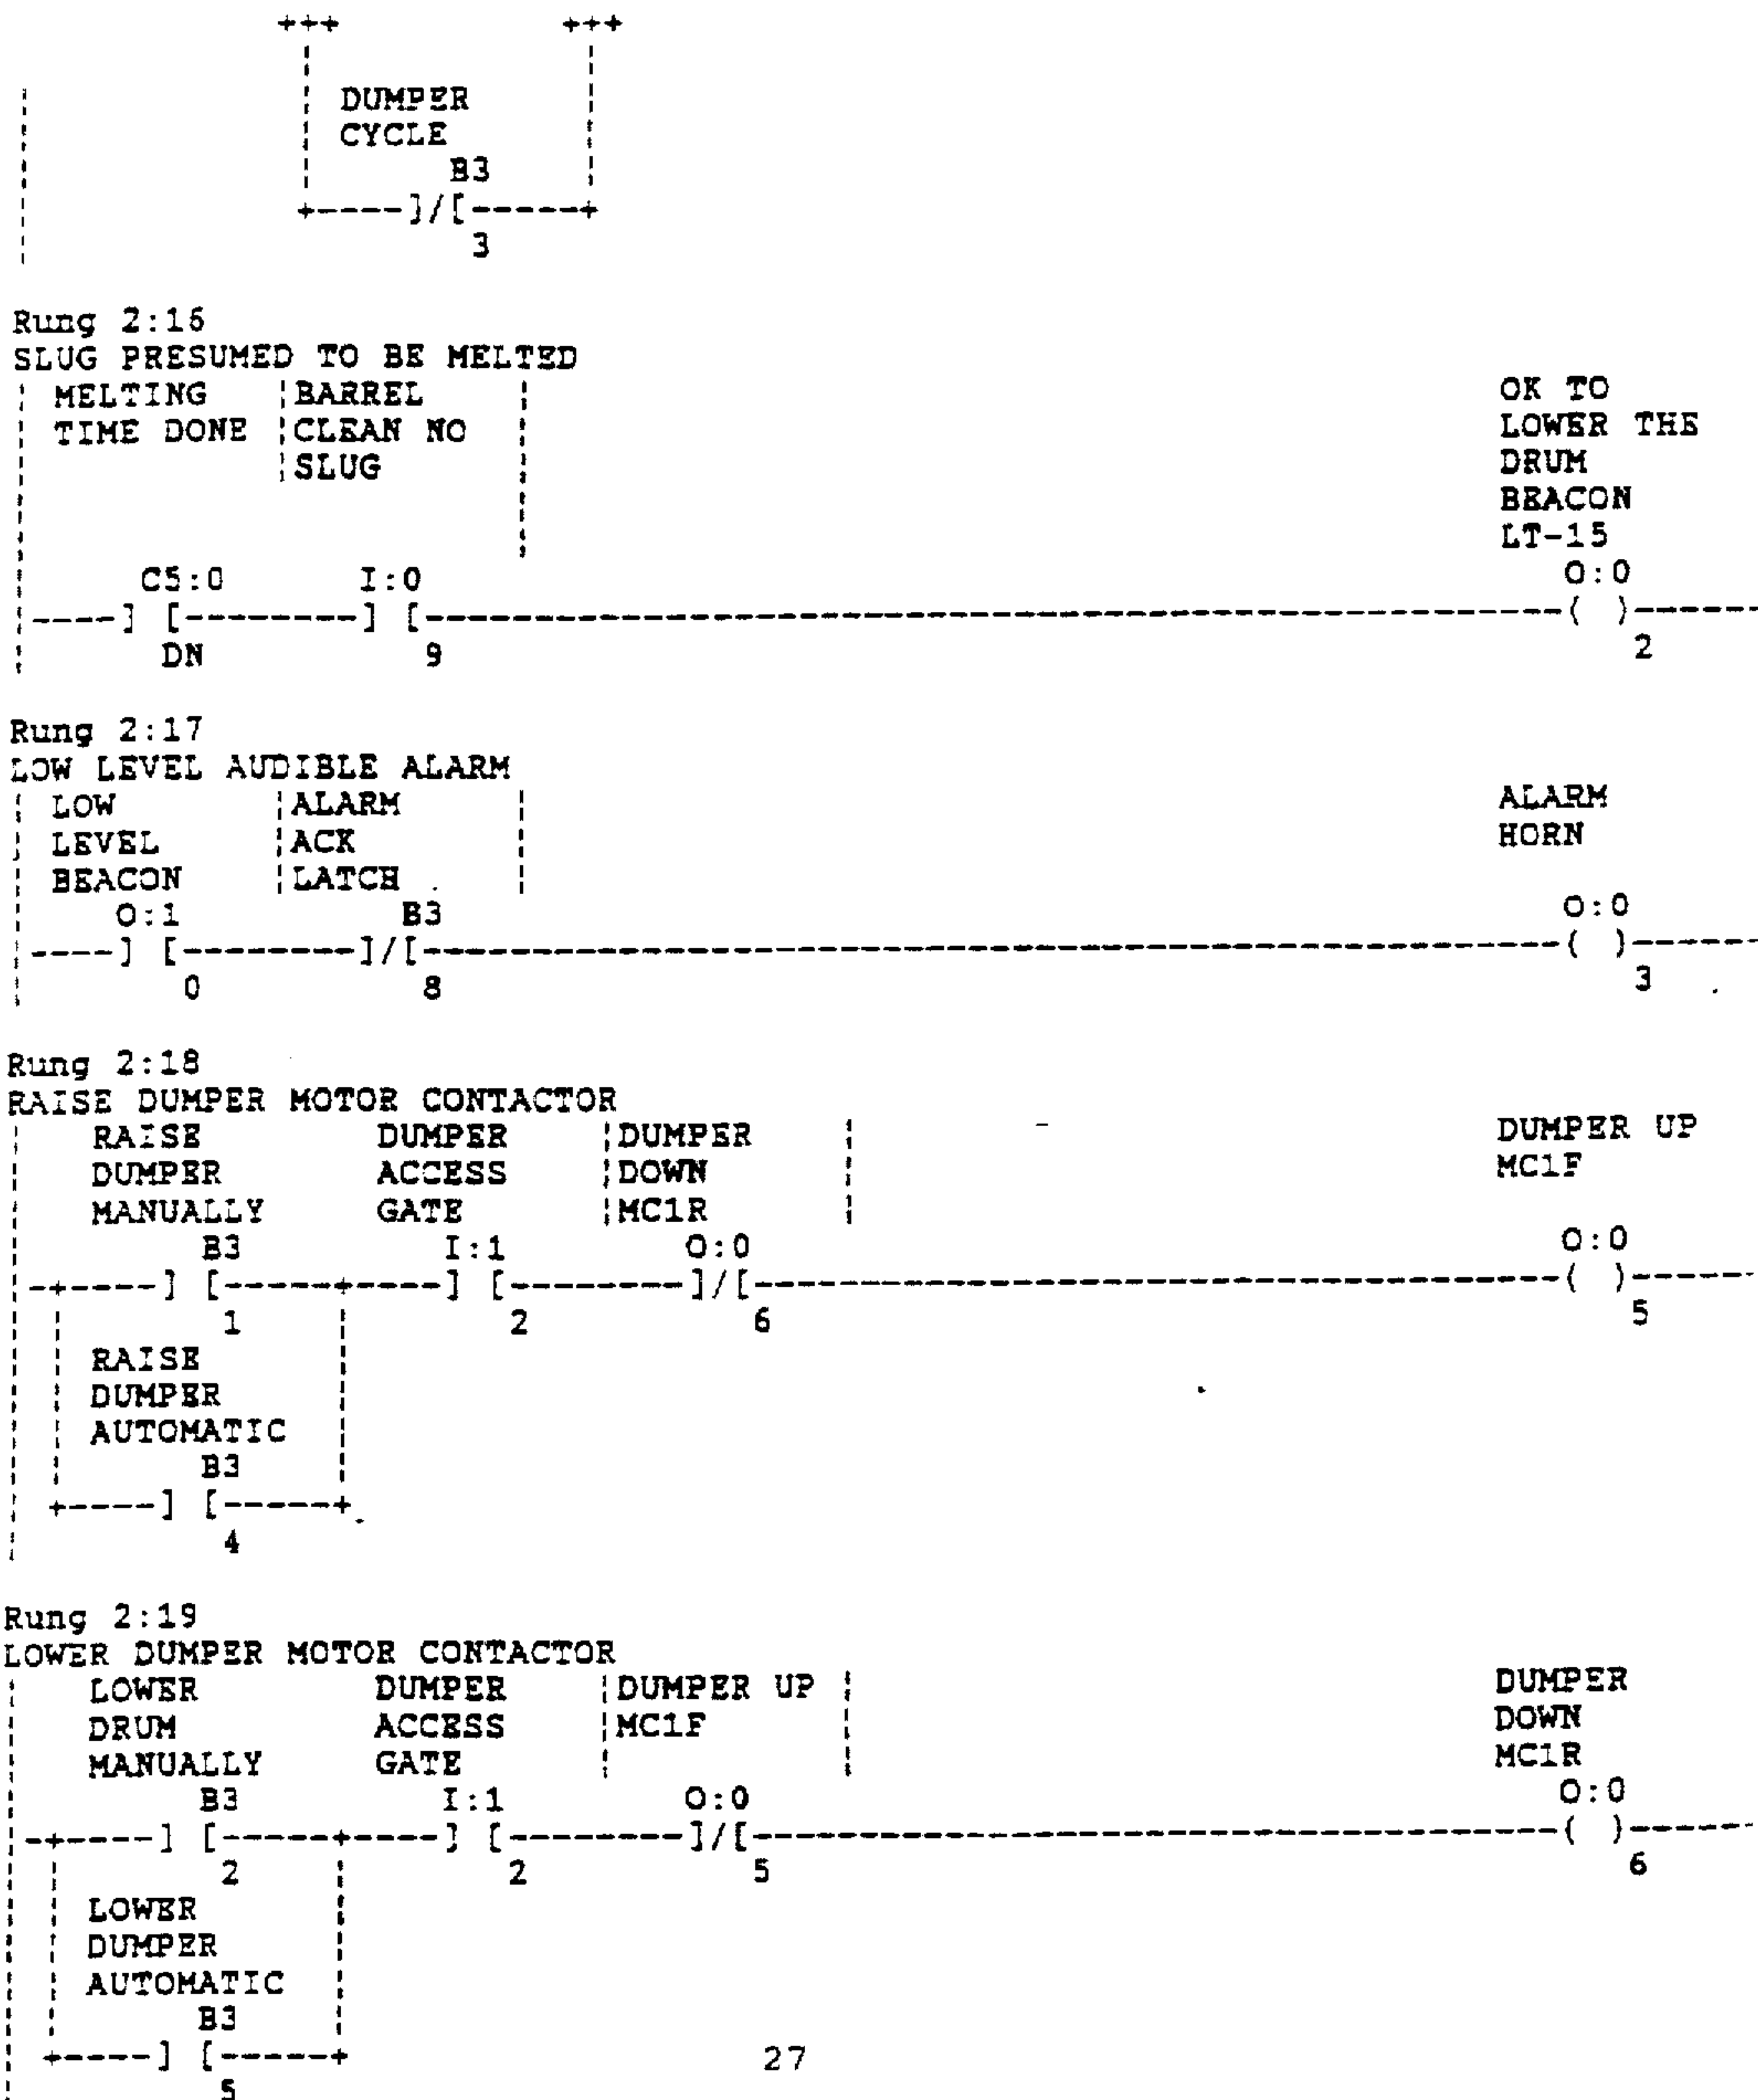 +++ +++
DUMPER
CYCLE
B3
+----]/[-----+
3
Rung 2:16
SLUG PRESUMED TO BE MELTED
MELTING BARREL OK TO
TIME DONE CLEAN NO LOWER THE
SLUG DRUM
BEACON
LT-15
C5:0 I:0 O:0
----] [--------] [----( )------
DN 9 2
Rung 2:17
LOW LEVEL AUDIBLE ALARM
LOW ALARM ALARM
LEVEL ACK HORN
BEACON LATCH
O:1 B3 O:0
----] [--------]/[----( )------
0 8 3
Rung 2:18
RAISE DUMPER MOTOR CONTACTOR
RAISE DUMPER DUMPER DUMPER UP
DUMPER ACCESS DOWN MC1F
MANUALLY GATE MC1R
B3 I:1 O:0 O:0
-+----] [-----+----] [--------]/[----( )------
1 2 6 5
RAISE
DUMPER
AUTOMATIC
B3
+----] [-----+
4
Rung 2:19
LOWER DUMPER MOTOR CONTACTOR
LOWER DUMPER DUMPER UP DUMPER
DRUM ACCESS MC1F DOWN
MANUALLY GATE MC1R
B3 I:1 O:0 O:0
-+----] [-----+----] [--------]/[----( )------
2 2 5 6
LOWER
DUMPER
AUTOMATIC
B3
+----] [-----+ 27
5